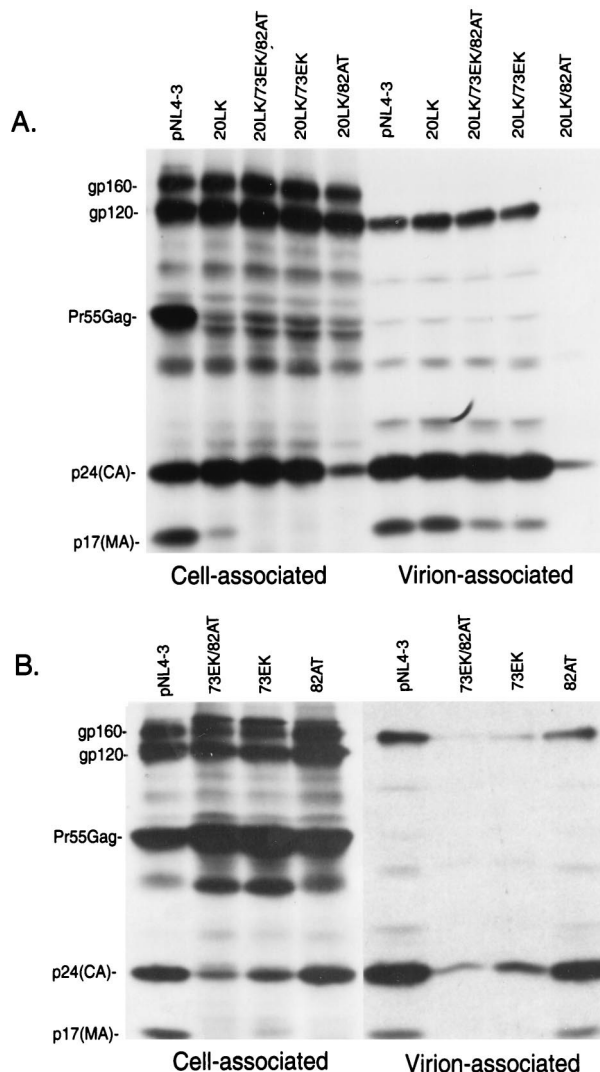 A.
pNL4-3
20LK
20LK/73EK/82AT
20LK/73EK
20LK/82AT
pNL4-3
20LK
20LK/73EK/82AT
20LK/73EK
20LK/82AT
gp160-
gp120-
Pr55Gag-
p24(CA)-
p17(MA)-
Cell-associated
Virion-associated
B.
pNL4-3
73EK/82AT
73EK
82AT
pNL4-3
73EK/82AT
73EK
82AT
gp160-
gp120-
Pr55Gag-
p24(CA)-
p17(MA)-
Cell-associated
Virion-associated